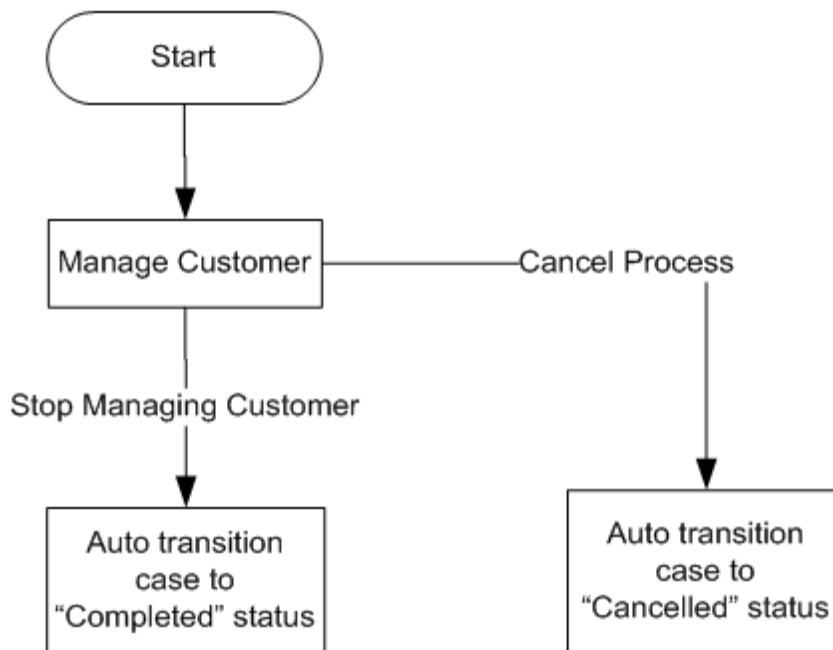 Start
Manage Customer
Cancel Process
Stop Managing Customer
Auto transition
case to
“Completed” status
Auto transition
case to
“Cancelled” status